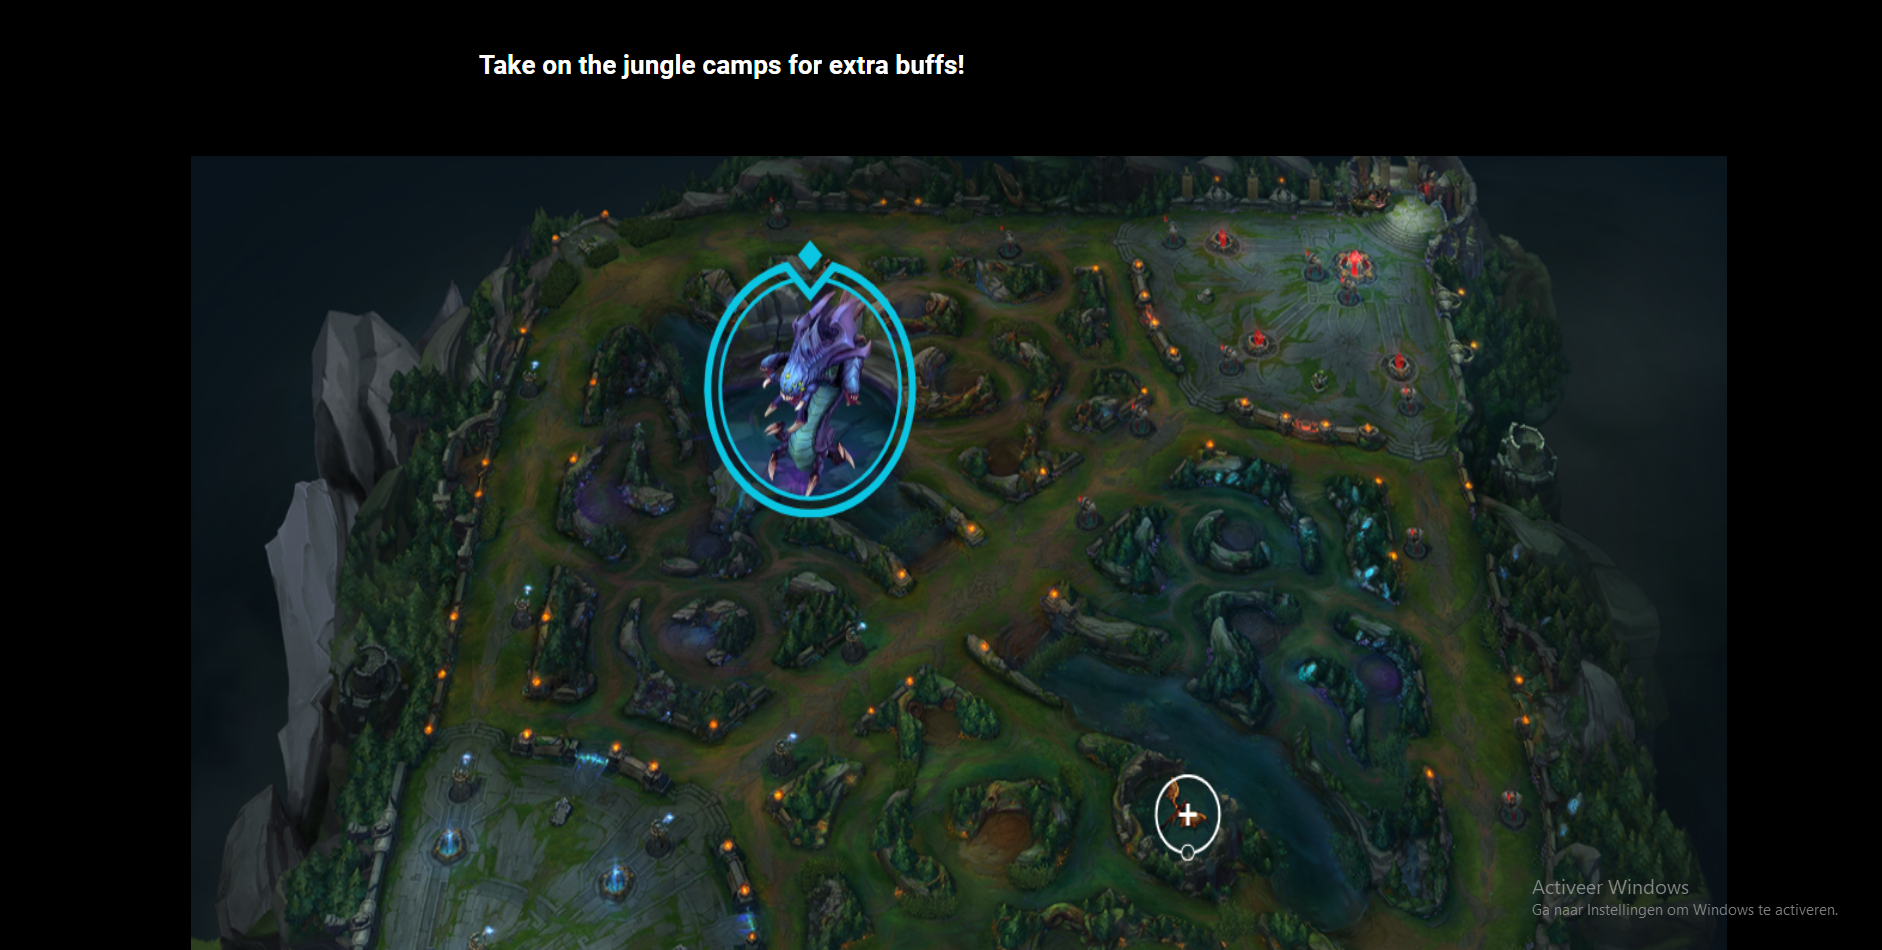 Take on the jungle camps for extra buffs!
Activeer Windows
Ga naar Instellingen om Windows te activeren.